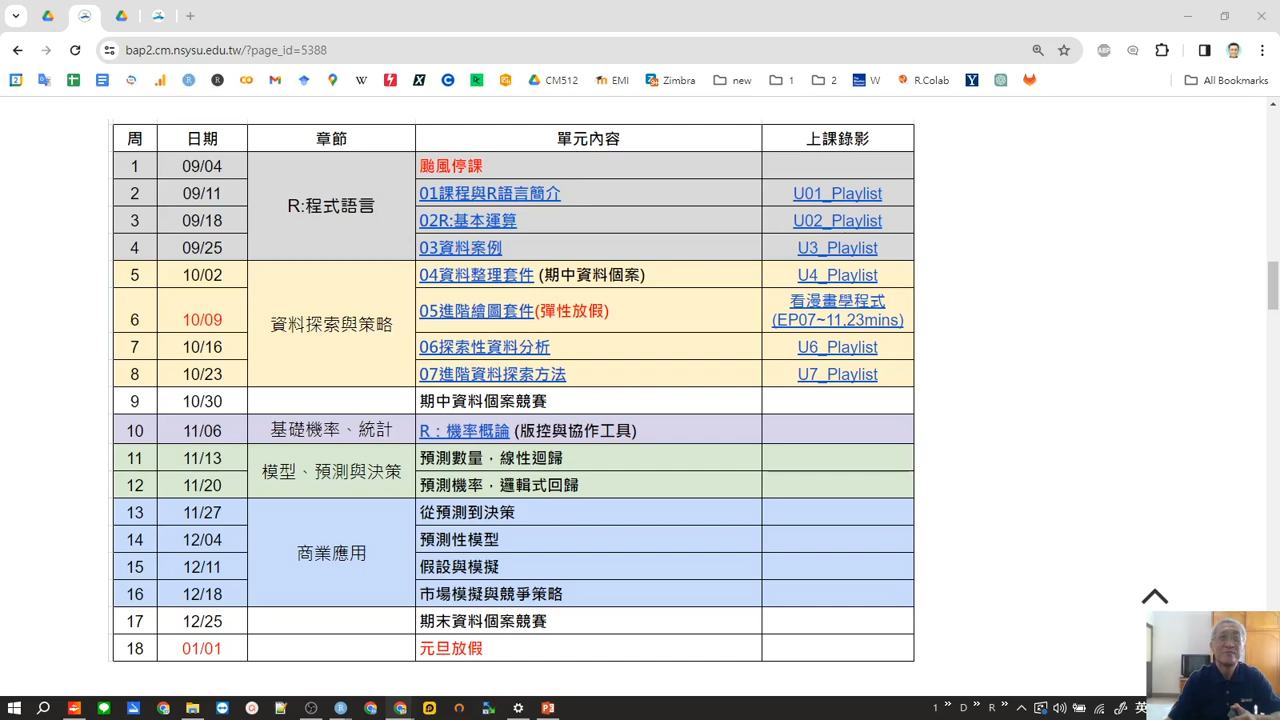 bap2.cm.nsysu.edu.tw/?page_id=5388
CM512
EMI
Zimbra
new
1
2
W
R.Colab
All Bookmarks
周 日期 章節 單元內容 上課錄影
1 09/04 颱風停課
2 09/11 01課程與R語言簡介 U01_Playlist
R:程式語言
3 09/18 02R:基本運算 U02_Playlist
4 09/25 03資料案例 U3_Playlist
5 10/02 04資料整理套件 (期中資料個案) U4_Playlist
6 10/09 05進階繪圖套件(彈性放假) 看漫畫學程式
(EP07~11.23mins)
資料探索與策略
7 10/16 06探索性資料分析 U6_Playlist
8 10/23 07進階資料探索方法 U7_Playlist
9 10/30 期中資料個案競賽
10 11/06 基礎機率、統計 R：機率概論 (版控與協作工具)
11 11/13 預測數量，線性迴歸
模型、預測與決策
12 11/20 預測機率，邏輯式回歸
13 11/27 從預測到決策
14 12/04 預測性模型
商業應用
15 12/11 假設與模擬
16 12/18 市場模擬與競爭策略
17 12/25 期末資料個案競賽
18 01/01 元旦放假
1 » D » R » 英